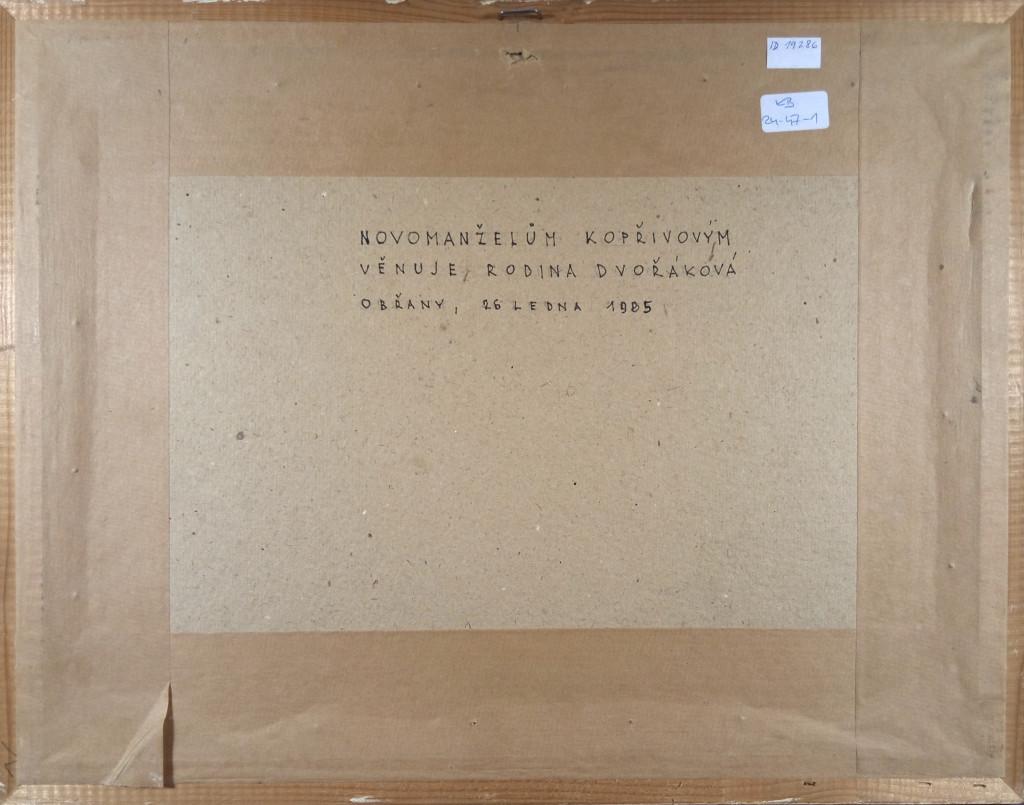 ID 19286
KB
24-47-1
NOVOMANŽELŮM KOPŘIVOVÝM
VĚNUJE, RODINA DVOŘÁKOVÁ
OBŘANY, 26 LEDNA 1985